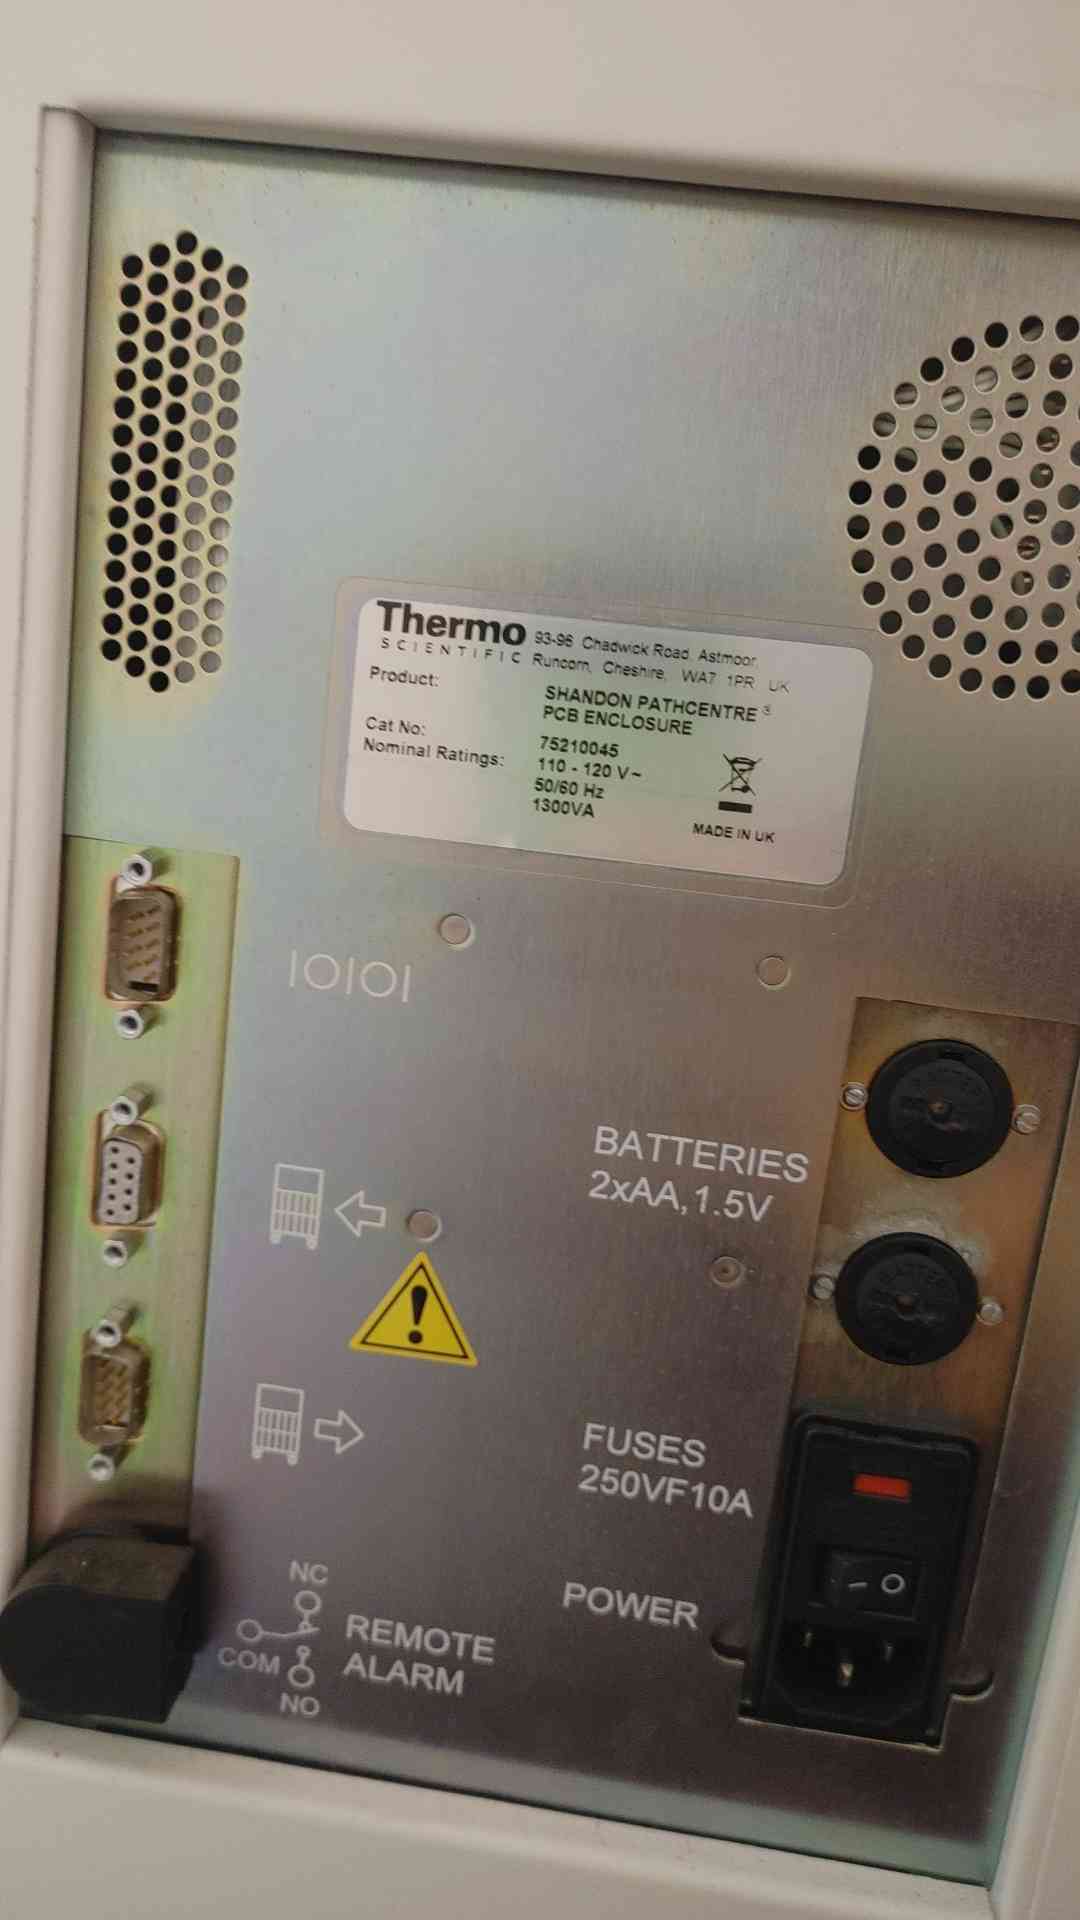 Thermo
SCIENTIFIC
93-96 Chadwick Road, Astmoor,
Runcorn, Cheshire, WA7 1PR UK
Product:
SHANDON PATHCENTRE ®
PCB ENCLOSURE
Cat No:
75210045
Nominal Ratings:
110 - 120 V~
50/60 Hz
1300VA
MADE IN UK
IOIOI
BATTERIES
2xAA,1.5V
!
FUSES
250VF10A
POWER
– O
NC
COM
NO
REMOTE
ALARM